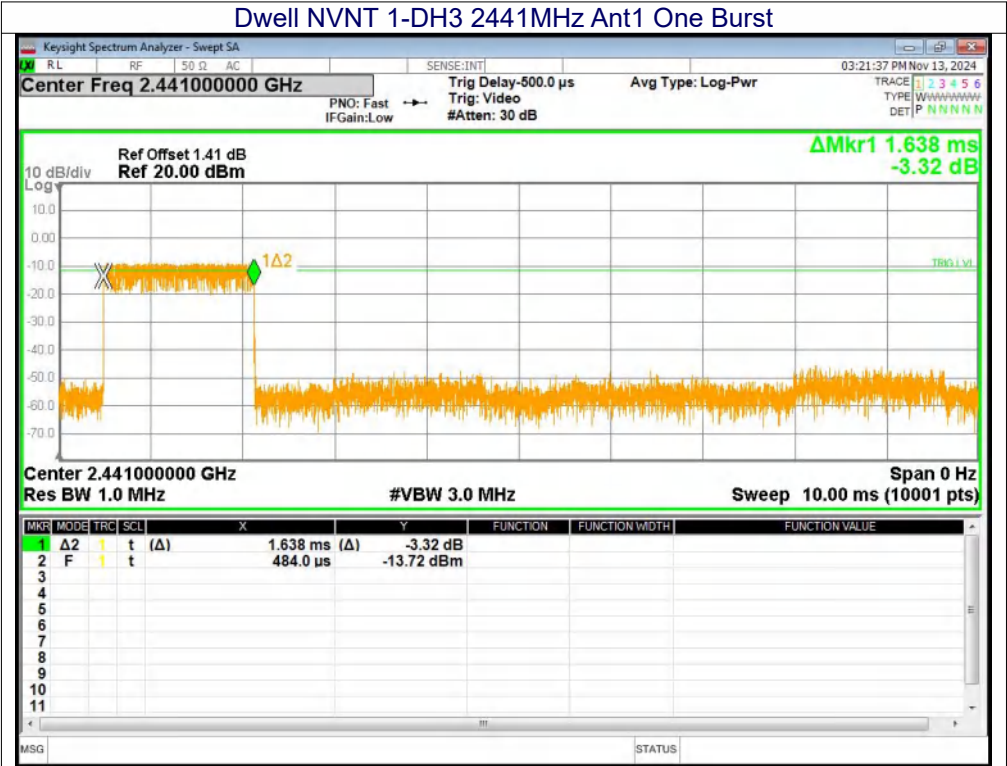 Dwell NVNT 1-DH3 2441MHz Ant1 One Burst
Keysight Spectrum Analyzer - Swept SA
RL RF 50 Ω AC SENSE:INT 03:21:37 PM Nov 13, 2024
Center Freq 2.441000000 GHz
PNO: Fast
IFGain:Low
Trig Delay-500.0 µs
Trig: Video
#Atten: 30 dB
Avg Type: Log-Pwr
TRACE 1 2 3 4 5 6
TYPE WWWWWW
DET P N N N N N
ΔMkr1 1.638 ms
-3.32 dB
Ref Offset 1.41 dB
10 dB/div Ref 20.00 dBm
Log
10.0
0.00
-10.0
-20.0
-30.0
-40.0
-50.0
-60.0
-70.0
1Δ2
TRIG LVL
Center 2.441000000 GHz Span 0 Hz
Res BW 1.0 MHz #VBW 3.0 MHz Sweep 10.00 ms (10001 pts)
MKR MODE TRC SCL X Y FUNCTION FUNCTION WIDTH FUNCTION VALUE
1 Δ2 1 t (Δ) 1.638 ms (Δ) -3.32 dB
2 F 1 t 484.0 µs -13.72 dBm
3
4
5
6
7
8
9
10
11
MSG STATUS